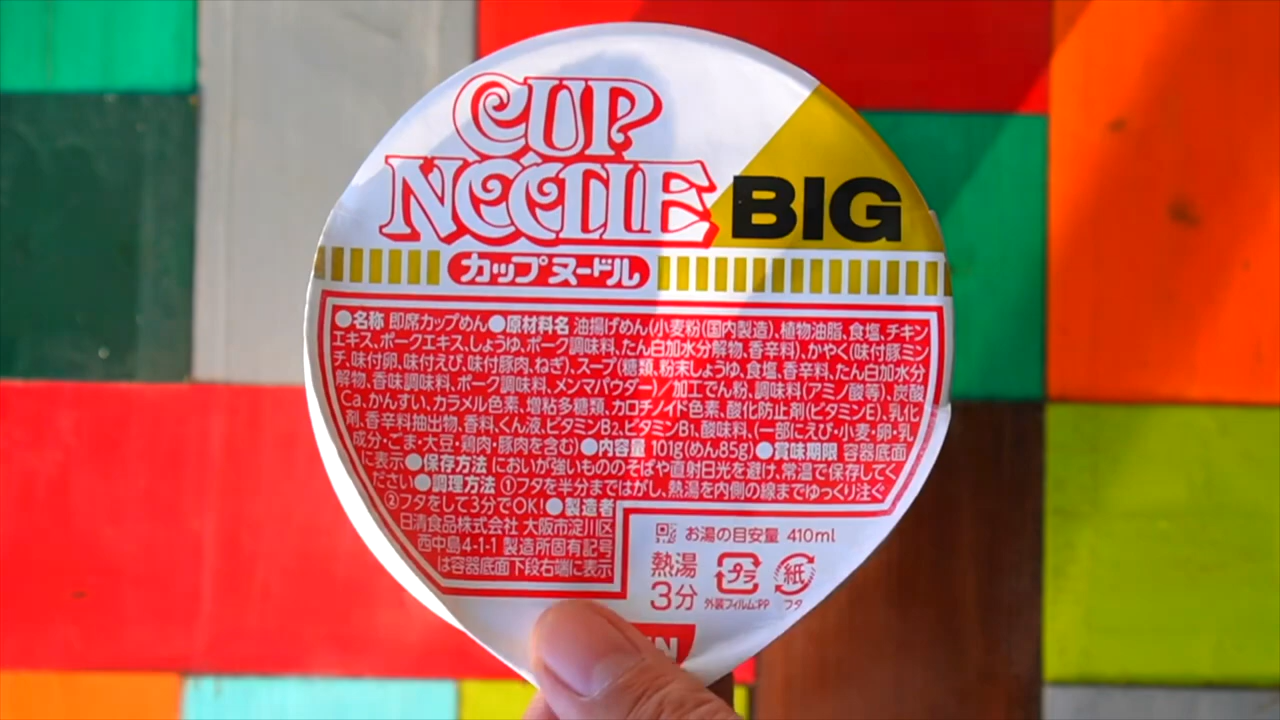 CUP
NOODLE BIG
カップヌードル
●名称 即席カップめん●原材料名 油揚げめん(小麦粉(国内製造)、植物油脂、食塩、チキン
エキス、ポークエキス、しょうゆ、ポーク調味料、たん白加水分解物、香辛料)、かやく(味付豚ミン
チ、味付卵、味付えび、味付豚肉、ねぎ)、スープ(糖類、粉末しょうゆ、食塩、香辛料、たん白加水分
解物、香味調味料、ポーク調味料、メンマパウダー)/加工でん粉、調味料(アミノ酸等)、炭酸
Ca、かんすい、カラメル色素、増粘多糖類、カロチノイド色素、酸化防止剤(ビタミンE)、乳化
剤、香辛料抽出物、香料、くん液、ビタミンB₂、ビタミンB₁、酸味料、(一部にえび・小麦・卵・乳
成分・ごま・大豆・鶏肉・豚肉を含む)●内容量 101g(めん85g)●賞味期限 容器底面
に表示●保存方法 においが強いもののそばや直射日光を避け、常温で保存してく
ださい●調理方法 ①フタを半分まではがし、熱湯を内側の線までゆっくり注ぐ
②フタをして3分でOK!●製造者
日清食品株式会社 大阪市淀川区
西中島4-1-1 製造所固有記号
は容器底面下段右端に表示
お湯の目安量 410ml
熱湯
3分
プラ
外装フィルム:PP
紙
フタ